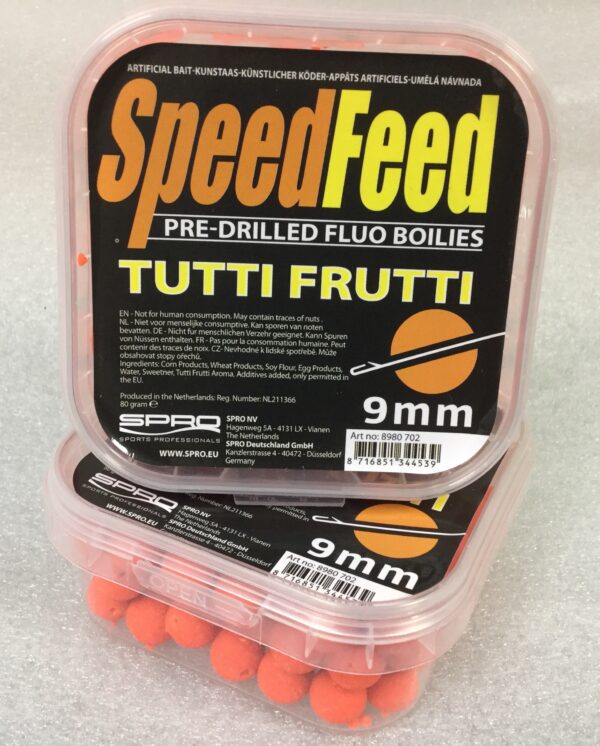 ARTIFICIAL BAIT-KUNSTAAS-KÜNSTLICHER KÖDER-APPÂTS ARTIFICIELS-UMĚLÁ NÁVNADA
SpeedFeed
PRE-DRILLED FLUO BOILIES
TUTTI FRUTTI
EN - Not for human consumption. May contain traces of nuts .
NL - Niet voor menselijke consumptive. Kan sporen van noten
bevatten. DE - Nicht fur menschlichen Verzehr geeignet. Kann Spuren
von Nüssen enthalten. FR - Pas pour la consommation humaine. Peut
contenir des traces de noix. CZ- Nevhodné k lidské spotřebě. Může
obsahovat stopy ořechú.
Ingredients: Corn Products, Wheat Products, Soy Flour, Egg Products,
Water, Sweetner, Tutti Frutti Aroma, Additives added, only permitted in
the EU.
Produced in the Netherlands: Reg. Number: NL211366
80 gram e
9mm
SPRO
SPORTS PROFESSIONALS
WWW.SPRO.EU
SPRO NV
Hagenweg 5A - 4131 LX - Vianen
The Netherlands
SPRO Deutschland GmbH
Kanzlerstrasse 4 - 40472 - Düsseldorf
Germany
Art no: 8980 702
8 716851 344539
Reg. Number: NL211366
permitted in
SPRO
SPORTS PROFESSIONALS
WWW.SPRO.EU
SPRO NV
Hagenweg 5A - 4131 LX - Vianen
The Netherlands
SPRO Deutschland GmbH
Kanzlerstrasse 4 - 40472 - Düsseldorf
Germany
9mm
Art no: 8980 702
OPEN